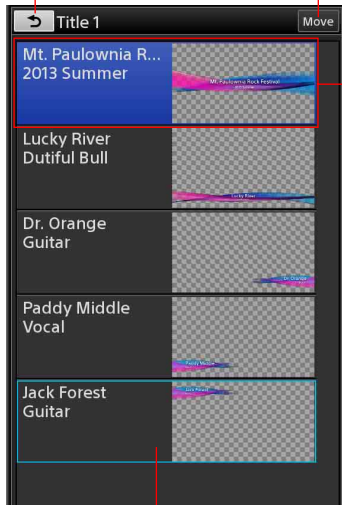 Title 1
Move
Mt. Paulownia R...
2013 Summer
Mt. Paulownia Rock Festival
Lucky River
Dutiful Bull
Lucky River
Dr. Orange
Guitar
Dr. Orange
Paddy Middle
Vocal
Paddy Middle
Jack Forest
Guitar
Jack Forest